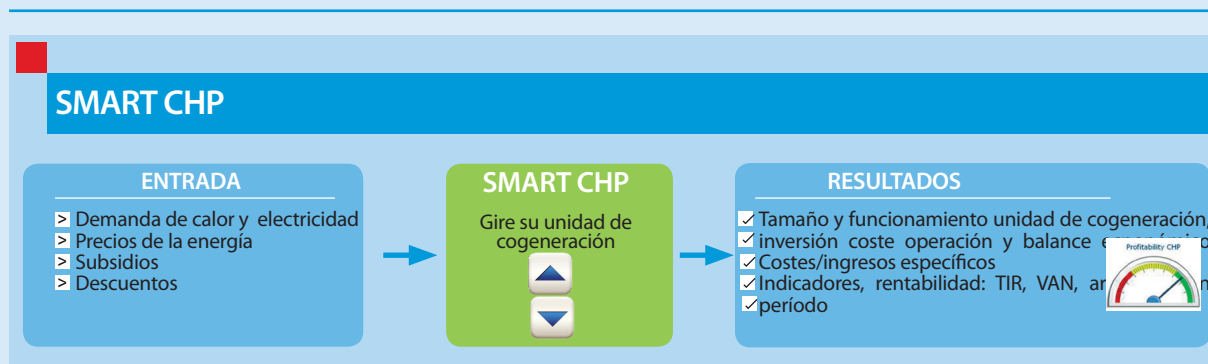 SMART CHP
ENTRADA
> Demanda de calor y electricidad
> Precios de la energía
> Subsidios
> Descuentos
SMART CHP
Gire su unidad de
cogeneración
RESULTADOS
✓ Tamaño y funcionamiento unidad de cogeneración,
✓ inversión coste operación y balance
Profitability CHP
✓ Costes/ingresos específicos
✓ Indicadores, rentabilidad: TIR, VAN,
✓ período